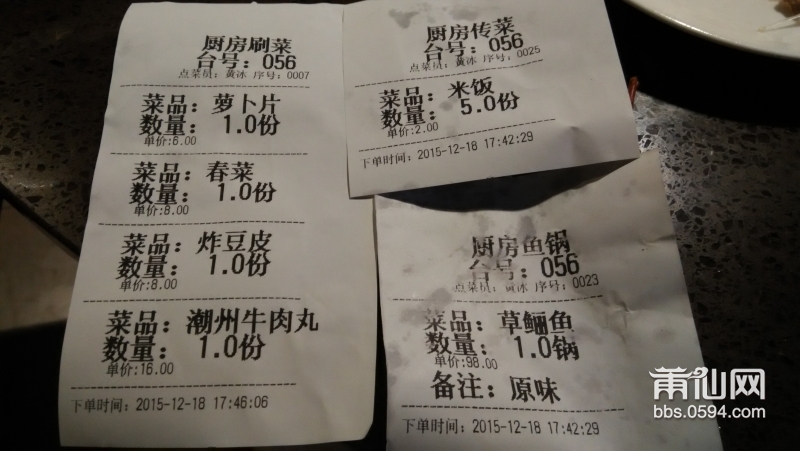 厨房刷菜
台号：056
点菜员：黄冰 序号：0007
菜品：萝卜片
数量： 1.0份
单价:6.00
菜品：春菜
数量： 1.0份
单价:8.00
菜品：炸豆皮
数量： 1.0份
单价:8.00
菜品：潮州牛肉丸
数量： 1.0份
单价:16.00
下单时间：2015-12-18 17:46:06
厨房传菜
台号：056
点菜员：黄冰 序号：0025
菜品：米饭
数量： 5.0份
单价:2.00
下单时间：2015-12-18 17:42:29
厨房鱼锅
台号：056
点菜员：黄冰 序号：0023
菜品：草鲡鱼
数量： 1.0锅
单价:98.00
备注：原味
下单时间：2015-12-18 17:42:29
莆仙网
bbs.0594.com